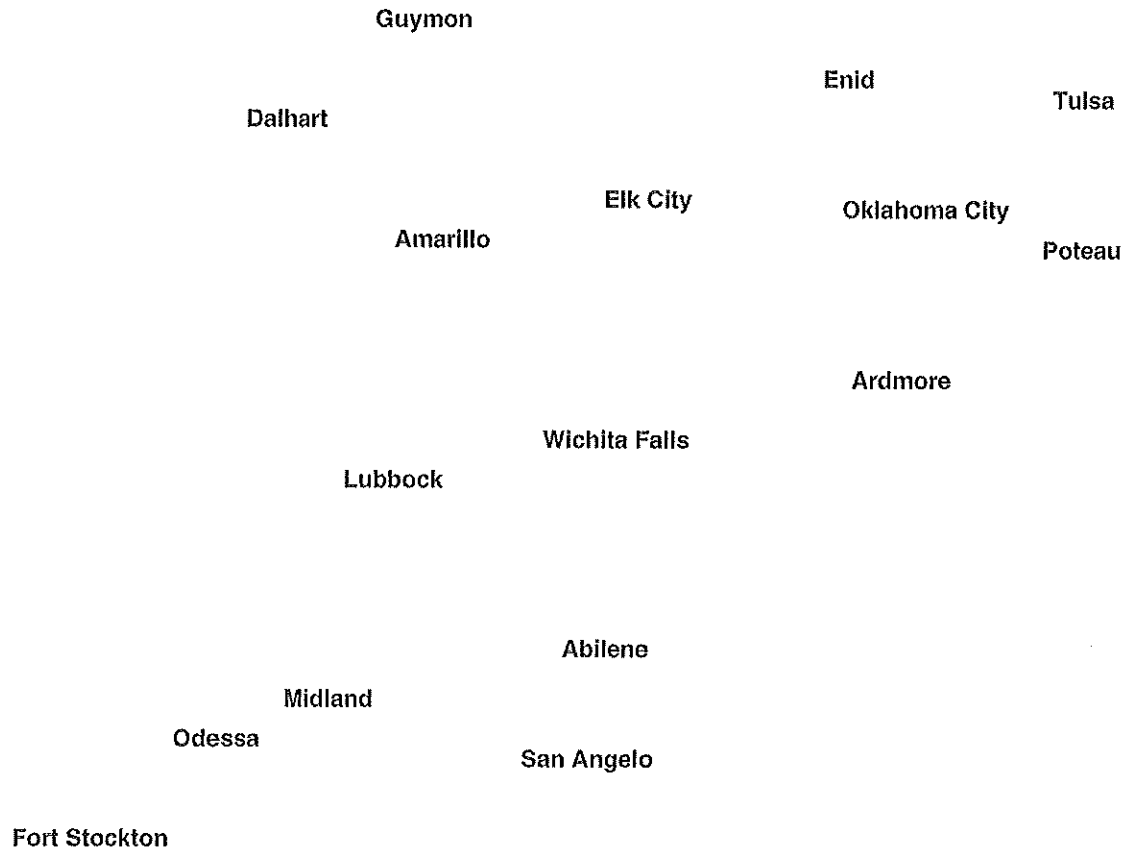 Guymon
Enid
Tulsa
Dalhart
Elk City
Oklahoma City
Amarillo
Poteau
Ardmore
Wichita Falls
Lubbock
Abilene
Midland
Odessa
San Angelo
Fort Stockton